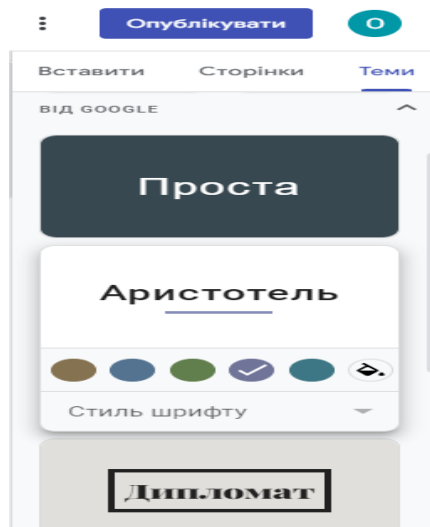 Опублікувати О
Вставити Сторінки Теми
ВІД GOOGLE
Проста
Аристотель
Стиль шрифту
Дипломат